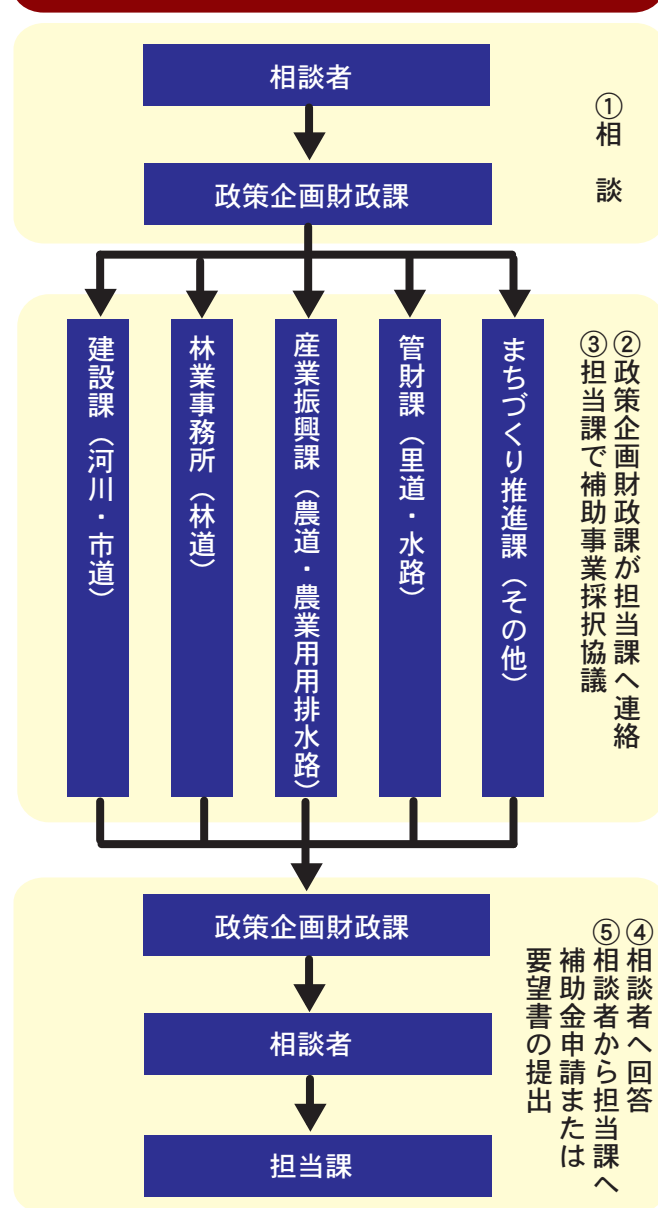 相談者
政策企画財政課
①相　談
②政策企画財政課が担当課へ連絡
③担当課で補助事業採択協議
建設課（河川・市道）
林業事務所（林道）
産業振興課（農道・農業用用排水路）
管財課（里道・水路）
まちづくり推進課（その他）
政策企画財政課
相談者
担当課
④相談者へ回答
⑤相談者から担当課へ
補助金申請または
要望書の提出